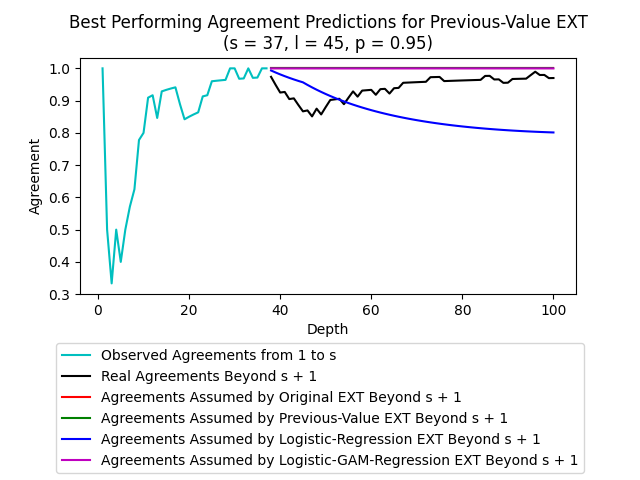 Best Performing Agreement Predictions for Previous-Value EXT
(s = 37, l = 45, p = 0.95)
1.0
0.9
0.8
0.7
0.6
0.5
0.4
0.3
Agreement
0 20 40 60 80 100
Depth
Observed Agreements from 1 to s
Real Agreements Beyond s + 1
Agreements Assumed by Original EXT Beyond s + 1
Agreements Assumed by Previous-Value EXT Beyond s + 1
Agreements Assumed by Logistic-Regression EXT Beyond s + 1
Agreements Assumed by Logistic-GAM-Regression EXT Beyond s + 1